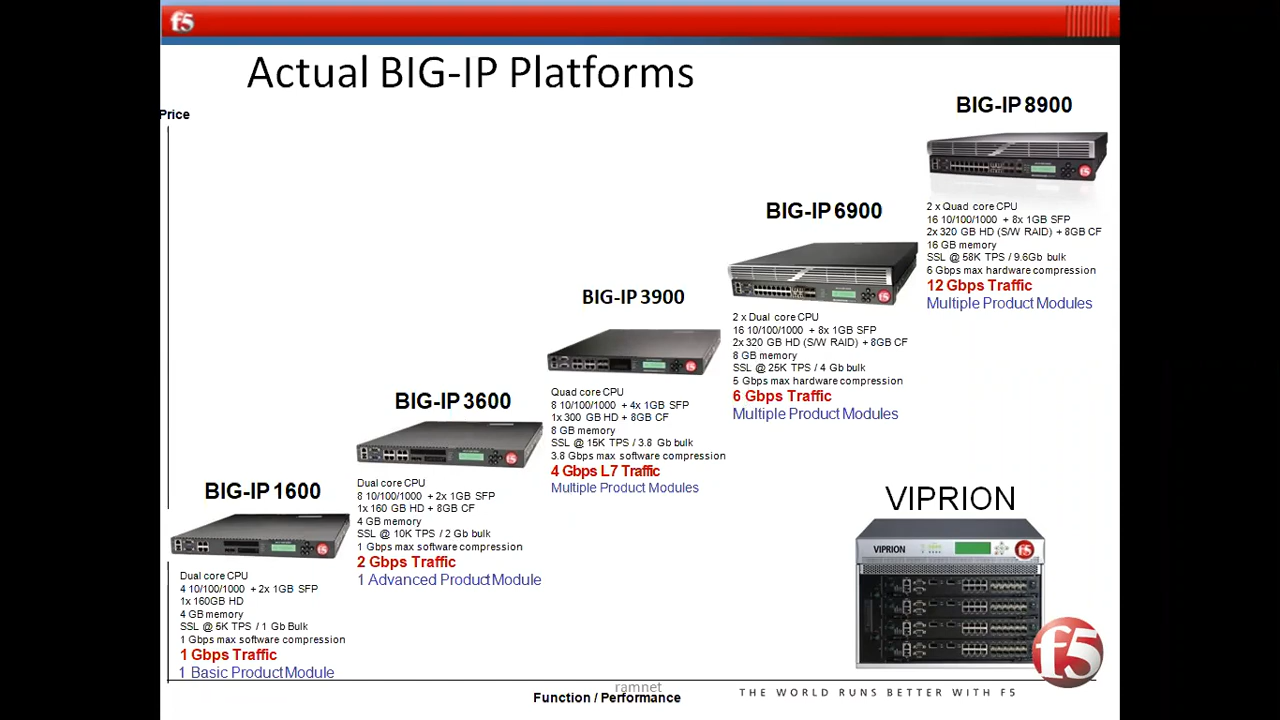 f5
Actual BIG-IP Platforms
Price
BIG-IP 8900
2 x Quad core CPU
16 10/100/1000 + 8x 1GB SFP
2x 320 GB HD (S/W RAID) + 8GB CF
16 GB memory
SSL @ 58K TPS / 9.6Gb bulk
6 Gbps max hardware compression
12 Gbps Traffic
Multiple Product Modules
BIG-IP 6900
2 x Dual core CPU
16 10/100/1000 + 8x 1GB SFP
2x 320 GB HD (S/W RAID) + 8GB CF
8 GB memory
SSL @ 25K TPS / 4 Gb bulk
5 Gbps max hardware compression
6 Gbps Traffic
Multiple Product Modules
BIG-IP 3900
Quad core CPU
8 10/100/1000 + 4x 1GB SFP
1x 300 GB HD + 8GB CF
8 GB memory
SSL @ 15K TPS / 3.8 Gb bulk
3.8 Gbps max software compression
4 Gbps L7 Traffic
Multiple Product Modules
BIG-IP 3600
Dual core CPU
8 10/100/1000 + 2x 1GB SFP
1x 160 GB HD + 8GB CF
4 GB memory
SSL @ 10K TPS / 2 Gb bulk
1 Gbps max software compression
2 Gbps Traffic
1 Advanced Product Module
BIG-IP 1600
Dual core CPU
4 10/100/1000 + 2x 1GB SFP
1x 160GB HD
4 GB memory
SSL @ 5K TPS / 1 Gb Bulk
1 Gbps max software compression
1 Gbps Traffic
1 Basic Product Module
VIPRION
VIPRION
f5
f5
ramnet
Function / Performance
THE WORLD RUNS BETTER WITH F5